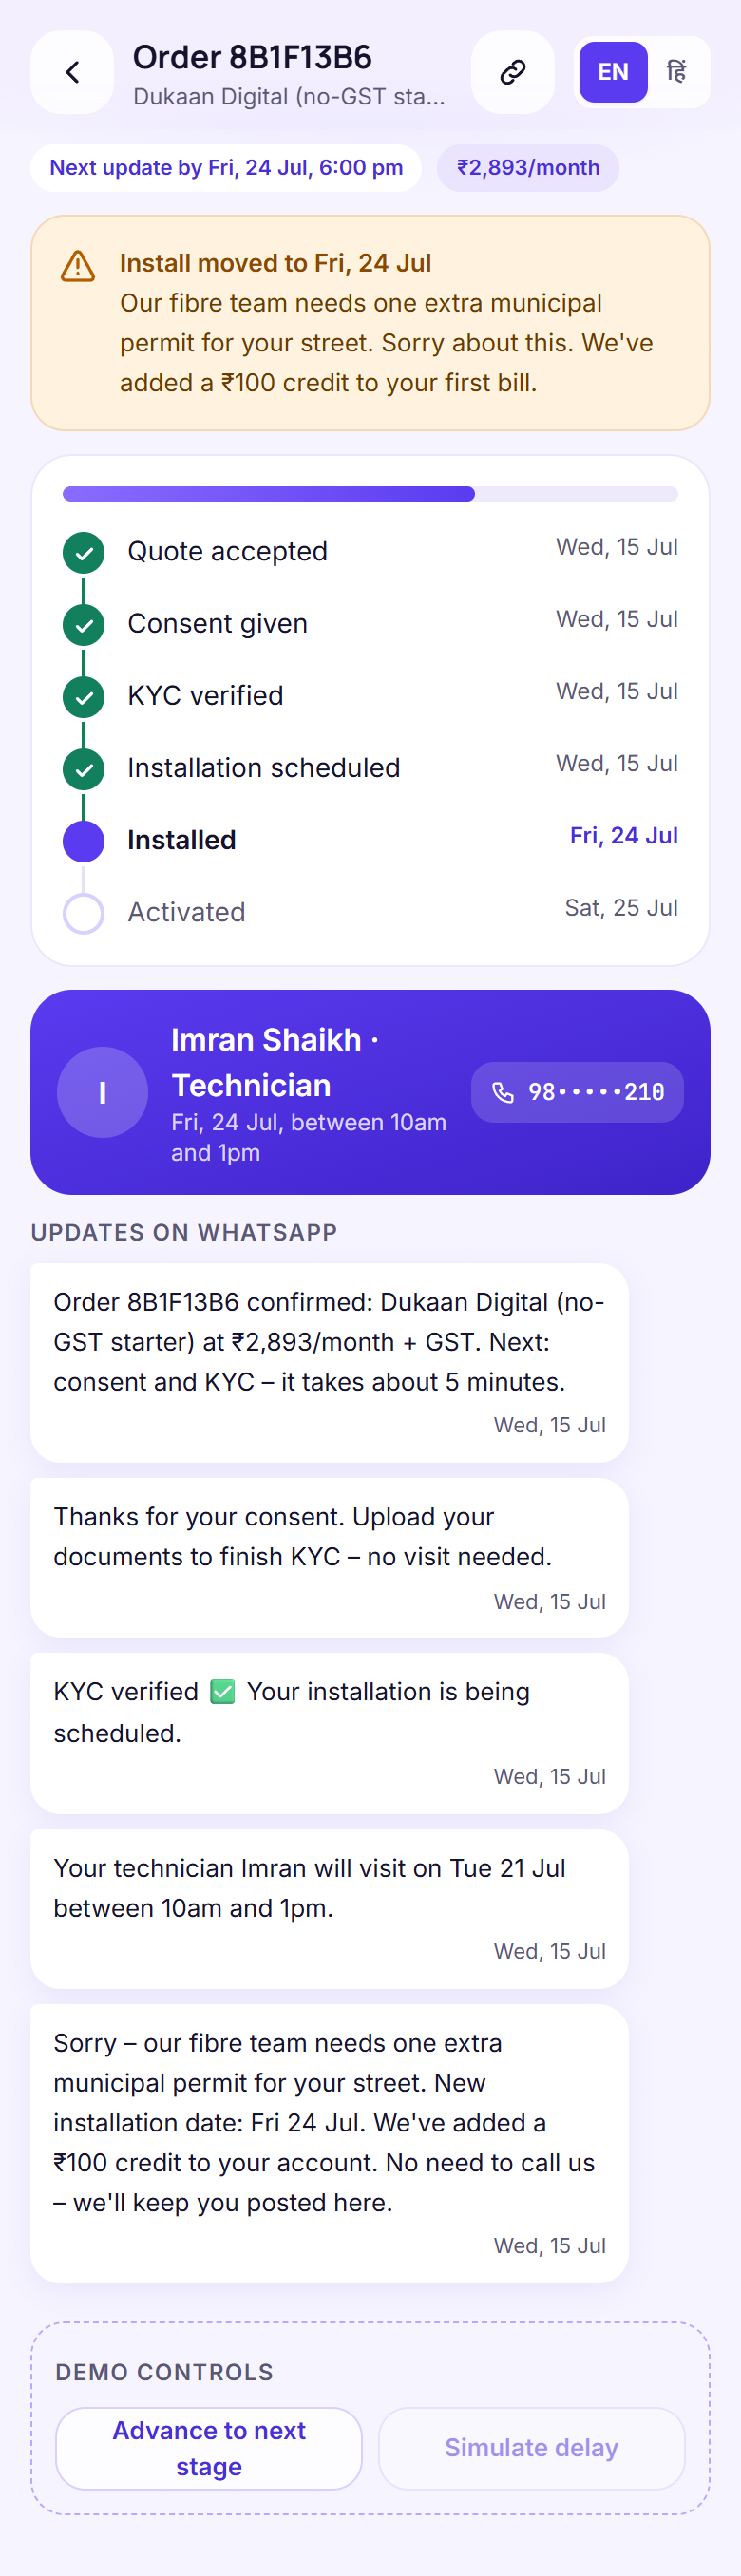 Order 8B1F13B6
Dukaan Digital (no-GST sta...
EN
हिं
Next update by Fri, 24 Jul, 6:00 pm
₹2,893/month
Install moved to Fri, 24 Jul
Our fibre team needs one extra municipal
permit for your street. Sorry about this. We've
added a ₹100 credit to your first bill.
Quote accepted
Wed, 15 Jul
Consent given
Wed, 15 Jul
KYC verified
Wed, 15 Jul
Installation scheduled
Wed, 15 Jul
Installed
Fri, 24 Jul
Activated
Sat, 25 Jul
I
Imran Shaikh ·
Technician
Fri, 24 Jul, between 10am
and 1pm
98•••••210
UPDATES ON WHATSAPP
Order 8B1F13B6 confirmed: Dukaan Digital (no-
GST starter) at ₹2,893/month + GST. Next:
consent and KYC – it takes about 5 minutes.
Wed, 15 Jul
Thanks for your consent. Upload your
documents to finish KYC – no visit needed.
Wed, 15 Jul
KYC verified ✅ Your installation is being
scheduled.
Wed, 15 Jul
Your technician Imran will visit on Tue 21 Jul
between 10am and 1pm.
Wed, 15 Jul
Sorry – our fibre team needs one extra
municipal permit for your street. New
installation date: Fri 24 Jul. We've added a
₹100 credit to your account. No need to call us
– we'll keep you posted here.
Wed, 15 Jul
DEMO CONTROLS
Advance to next
stage
Simulate delay